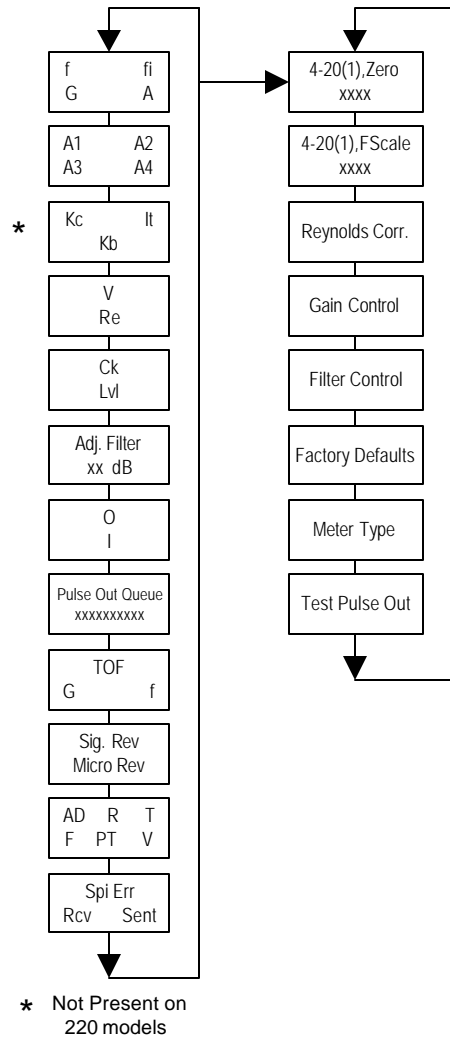 f fi
G A
A1 A2
A3 A4
* Kc It
Kb
V
Re
Ck
Lvl
Adj. Filter
xx dB
O
I
Pulse Out Queue
xxxxxxxxxx
TOF
G f
Sig. Rev
Micro Rev
AD R T
F PT V
Spi Err
Rcv Sent
* Not Present on
220 models
4-20(1),Zero
xxxx
4-20(1),FScale
xxxx
Reynolds Corr.
Gain Control
Filter Control
Factory Defaults
Meter Type
Test Pulse Out